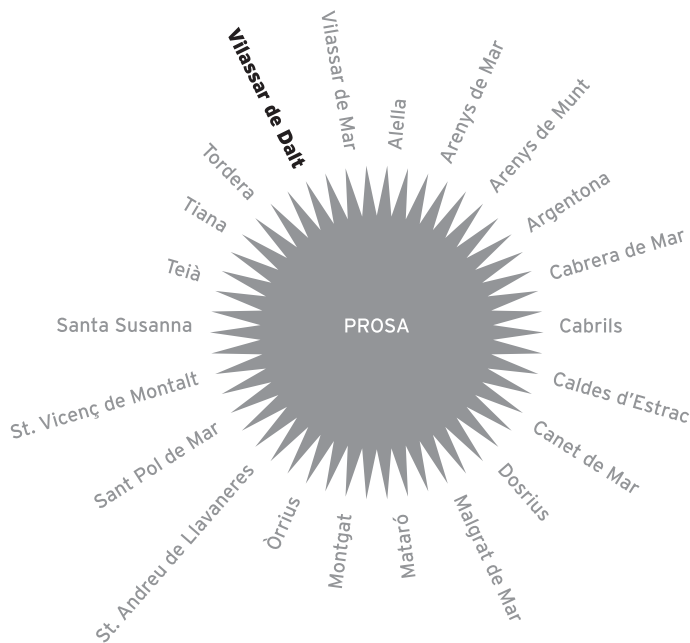 Vilassar de Dalt
Vilassar de Mar
Alella
Arenys de Mar
Arenys de Munt
Argentona
Cabrera de Mar
Cabrils
Caldes d'Estrac
Canet de Mar
Dosrius
Malgrat de Mar
Mataró
Montgat
Òrrius
St. Andreu de Llavaneres
Sant Pol de Mar
St. Vicenç de Montalt
Santa Susanna
Teià
Tiana
Tordera
PROSA